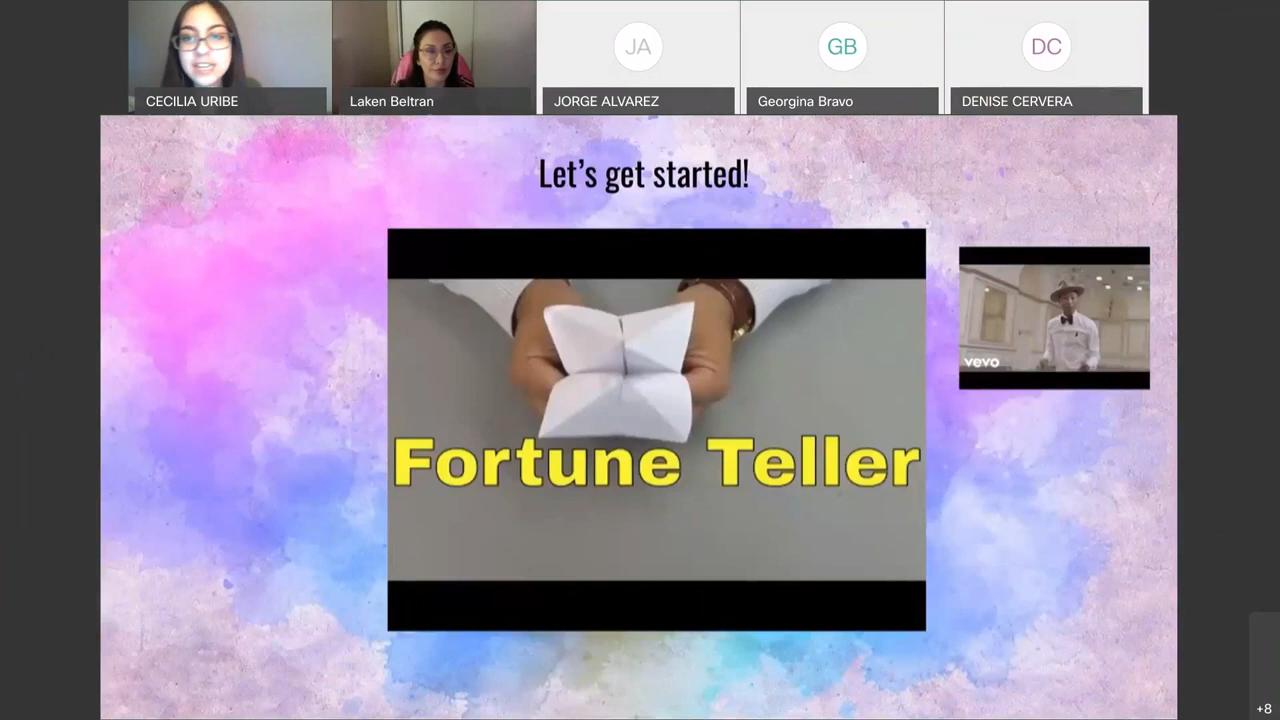 JA
GB
DC
CECILIA URIBE
Laken Beltran
JORGE ALVAREZ
Georgina Bravo
DENISE CERVERA
Let's get started!
vevo
Fortune Teller
+8